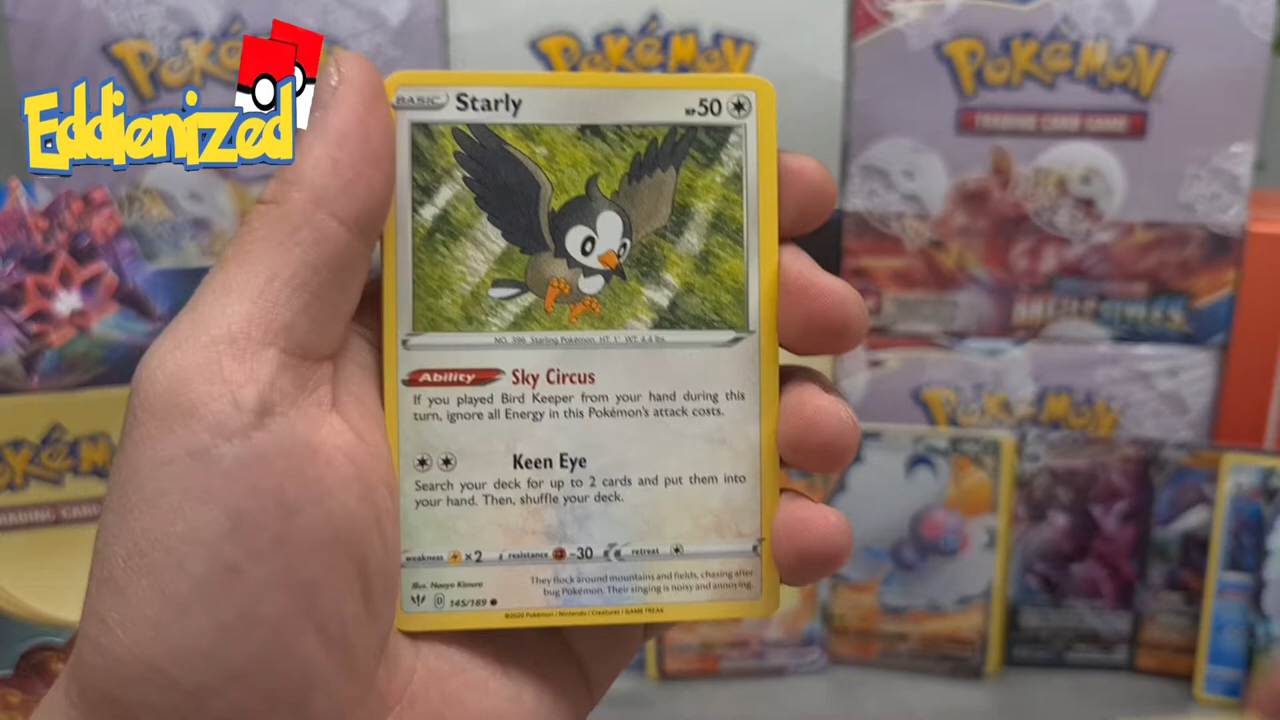 Eddienized
Pokémon
Pokémon
Pokémon
TRADING CARD GAME
BASIC Starly HP50
NO. 396 Starling Pokémon HT: 1' WT: 4.4 lbs
Ability Sky Circus
If you played Bird Keeper from your hand during this
turn, ignore all Energy in this Pokémon's attack costs.
Keen Eye
Search your deck for up to 2 cards and put them into
your hand. Then, shuffle your deck.
weakness ×2 resistance -30 retreat
Illus. Naoyo Kimura
They flock around mountains and fields, chasing after
bug Pokémon. Their singing is noisy and annoying.
D 145/189
©2020 Pokémon / Nintendo / Creatures / GAME FREAK
BATTLE STYLES
Pokémon